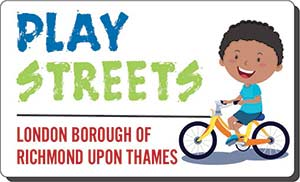 PLAY
STREETS
LONDON BOROUGH OF
RICHMOND UPON THAMES